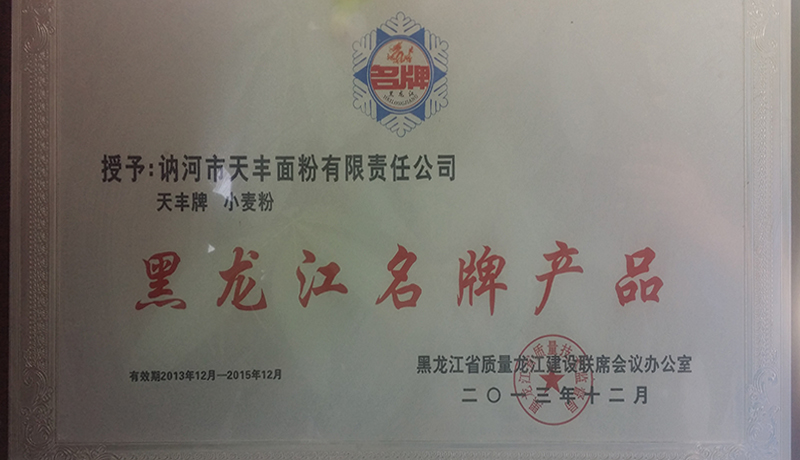 名牌
黑龙江
授予:讷河市天丰面粉有限责任公司
天丰牌 小麦粉
黑龙江名牌产品
有效期2013年12月—2015年12月
黑龙江省质量龙江建设联席会议办公室
二〇一三年十二月